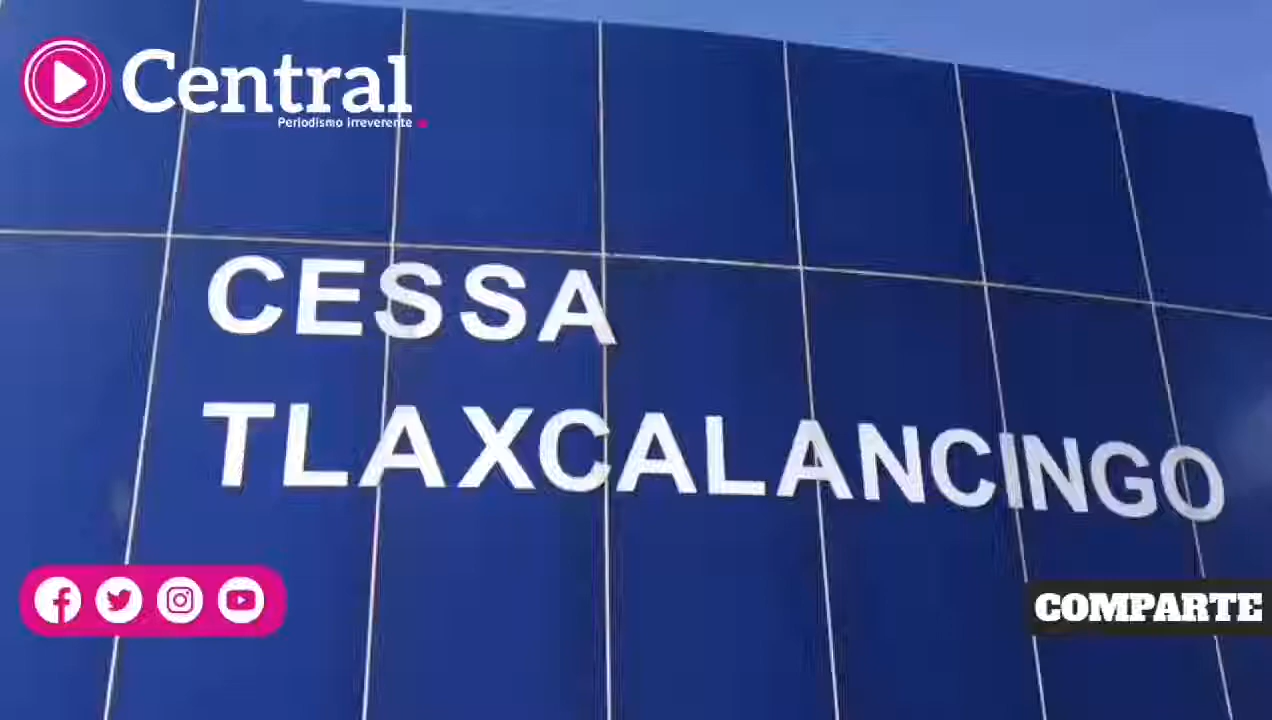 Central
Periodismo irreverente
CESSA
TLAXCALANCINGO
COMPARTE